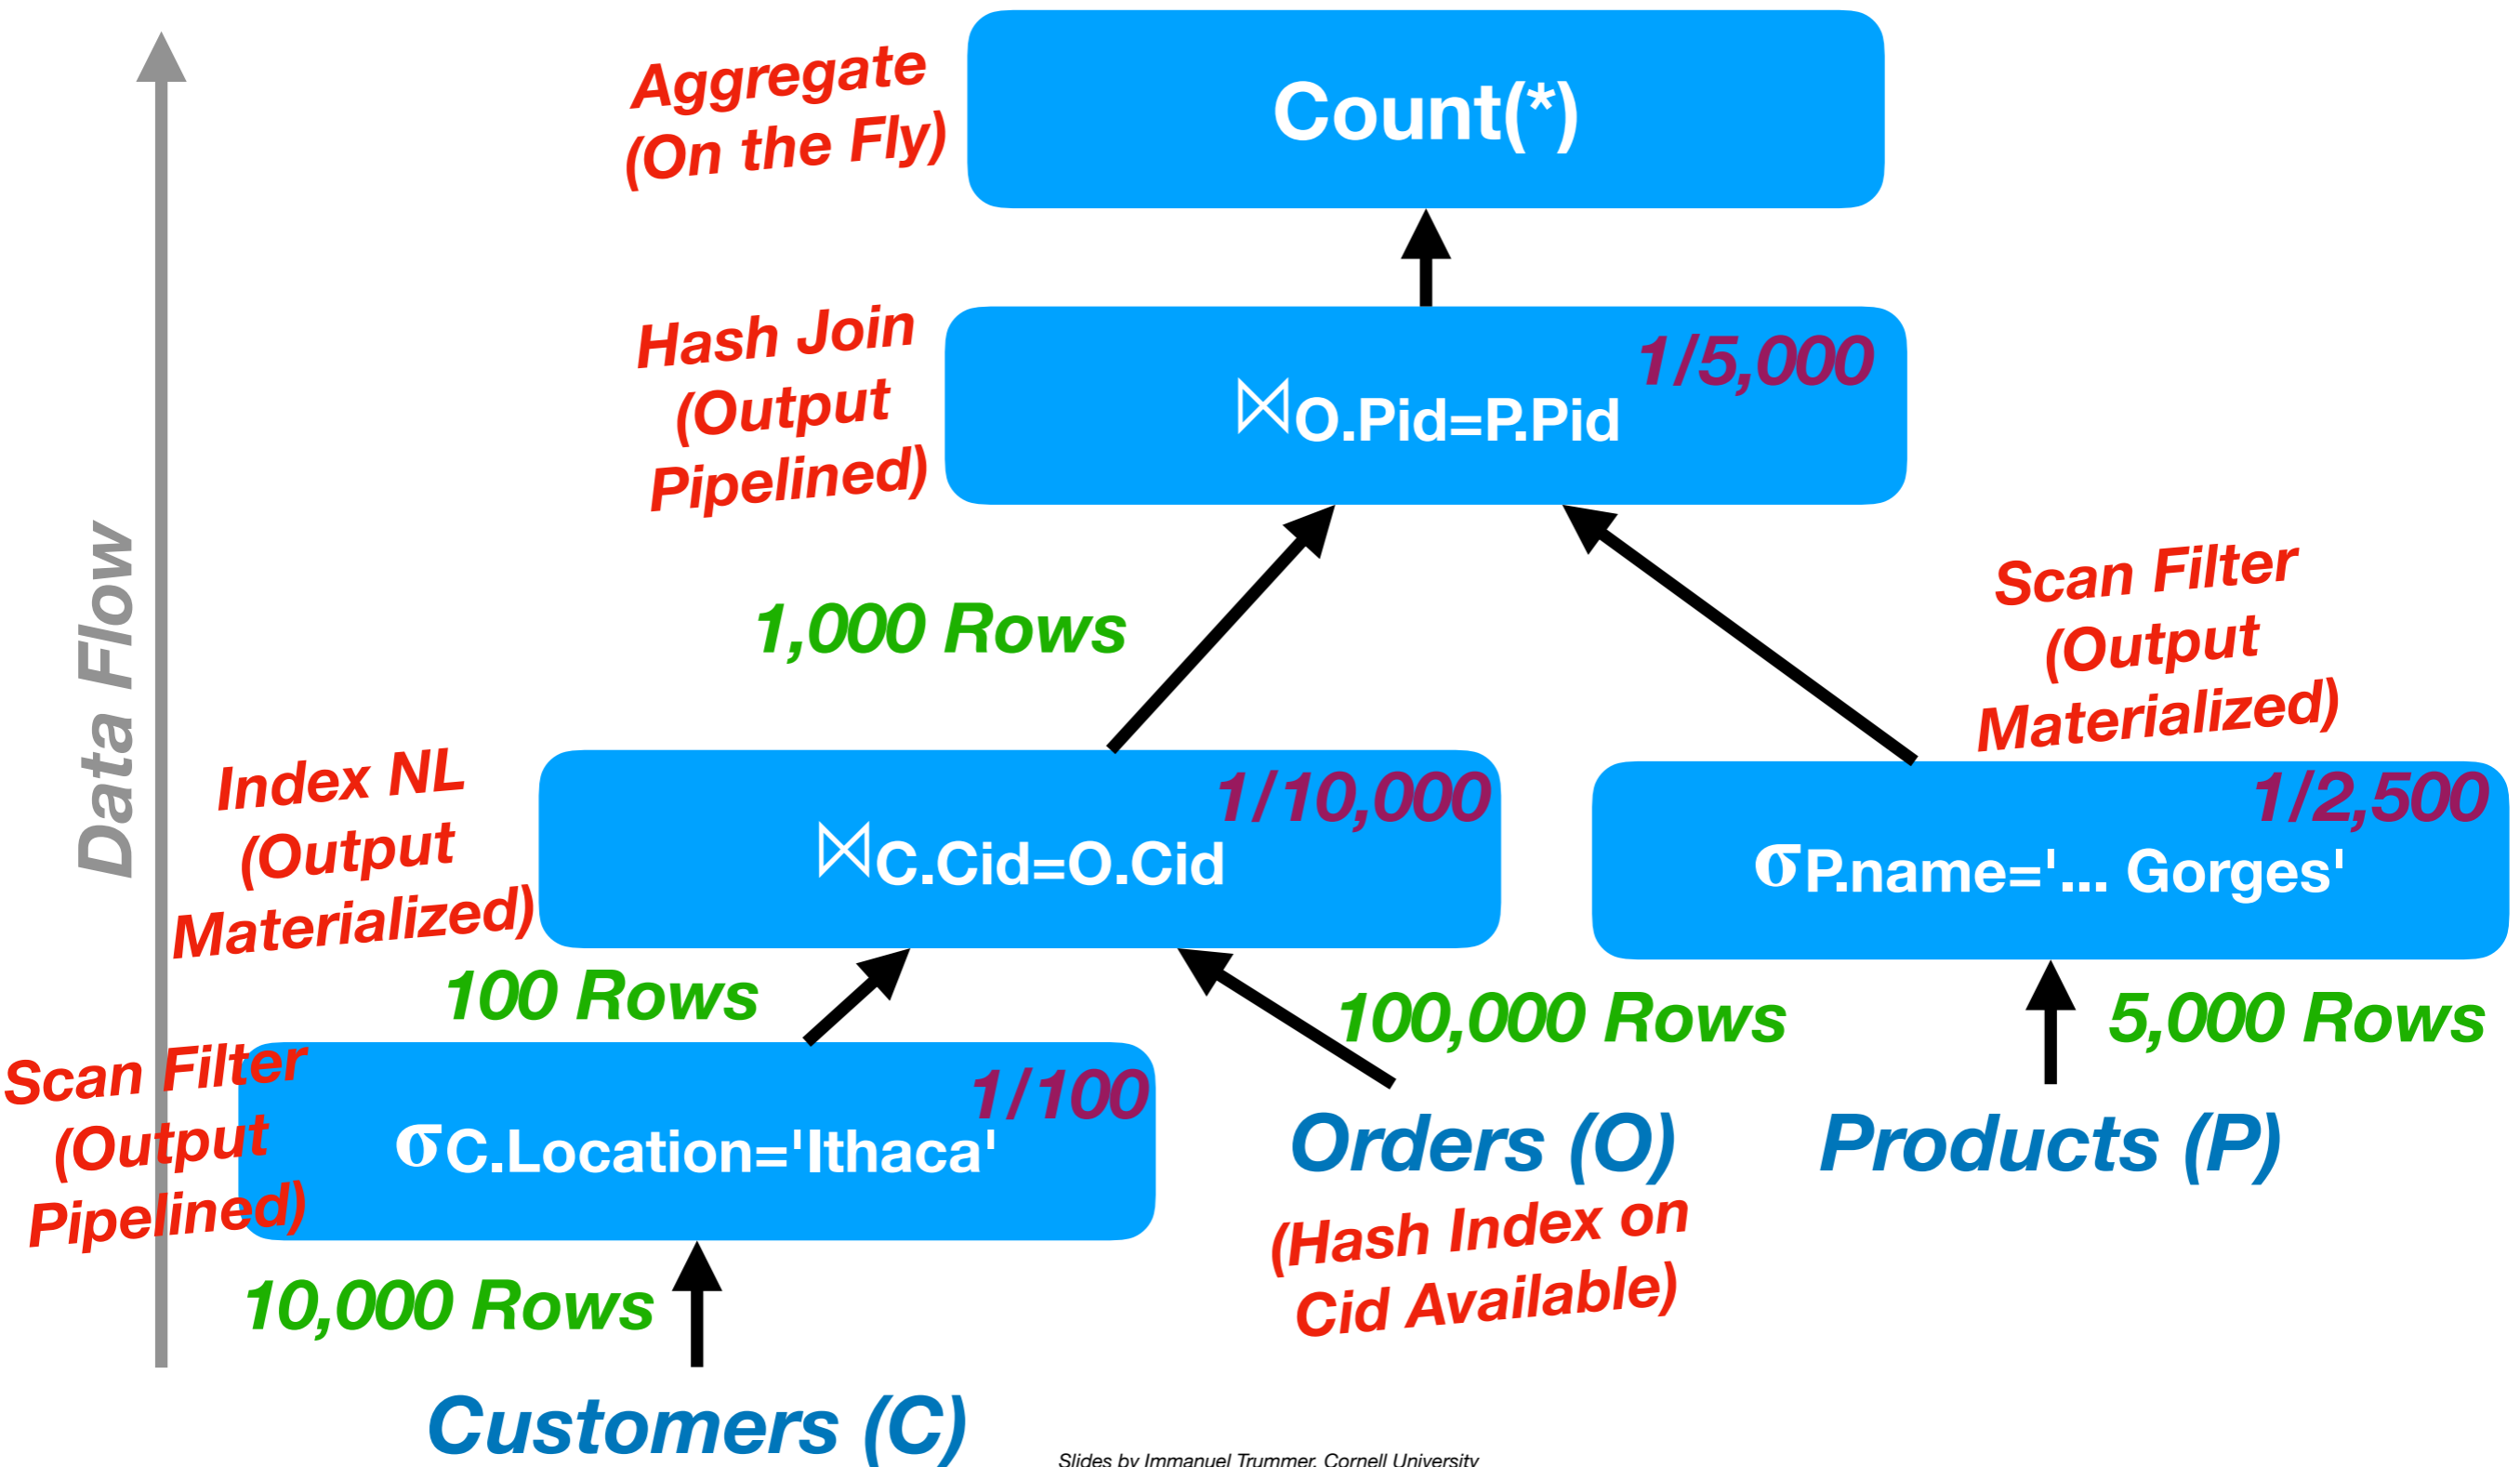 Aggregate
(On the Fly)
Count(*)
Hash Join
(Output
Pipelined)
1/5,000
⋈O.Pid=P.Pid
Data Flow
1,000 Rows
Scan Filter
(Output
Materialized)
Index NL
(Output
Materialized)
1/10,000
⋈C.Cid=O.Cid
1/2,500
σP.name='... Gorges'
100 Rows
100,000 Rows
5,000 Rows
Scan Filter
(Output
Pipelined)
1/100
σC.Location='Ithaca'
Orders (O)
(Hash Index on
Cid Available)
Products (P)
10,000 Rows
Customers (C)
Slides by Immanuel Trummer, Cornell University